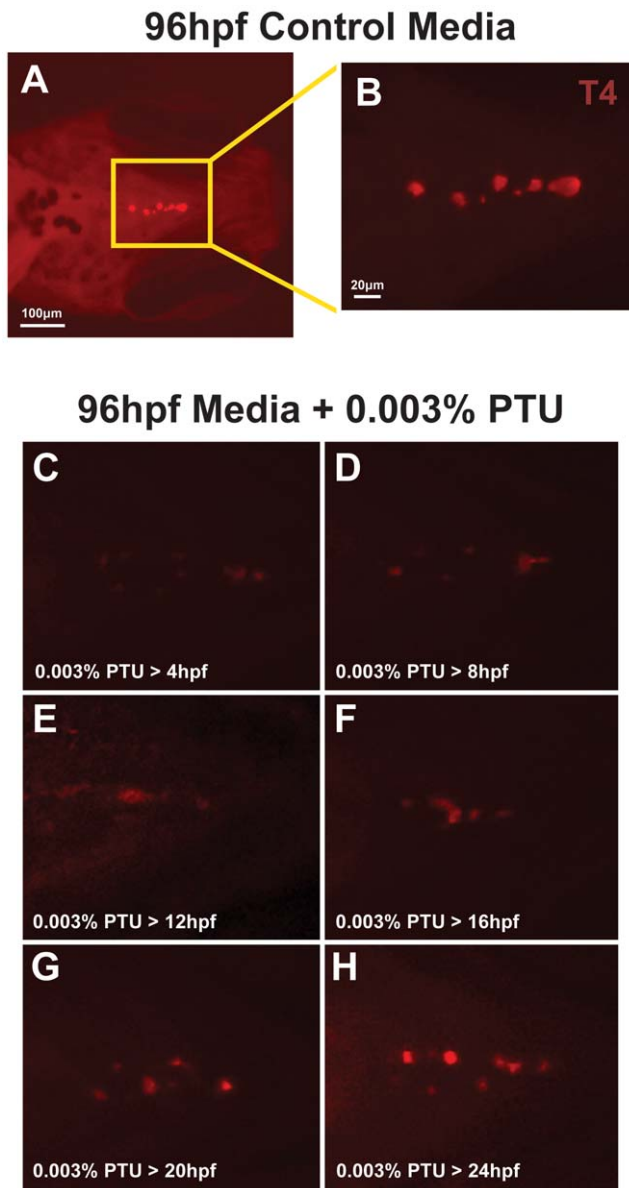 96hpf Control Media
A
B
T4
100µm
20µm
96hpf Media + 0.003% PTU
C
D
0.003% PTU > 4hpf
0.003% PTU > 8hpf
E
F
0.003% PTU > 12hpf
0.003% PTU > 16hpf
G
H
0.003% PTU > 20hpf
0.003% PTU > 24hpf